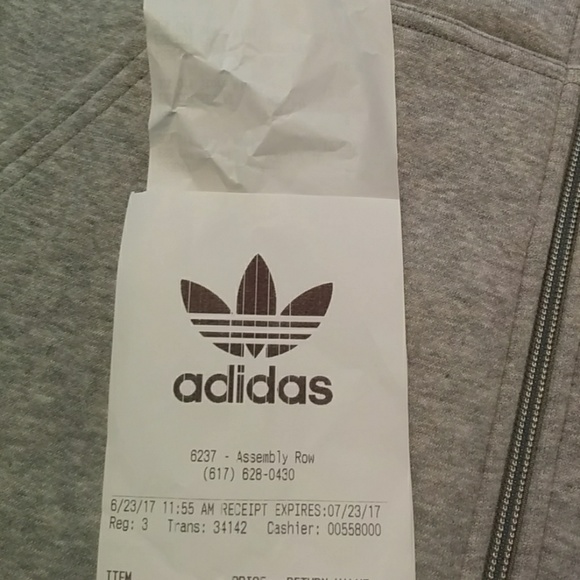 adidas
6237 - Assembly Row
(617) 628-0430
6/23/17 11:55 AM RECEIPT EXPIRES:07/23/17
Reg: 3 Trans: 34142 Cashier: 00558000
ITEM